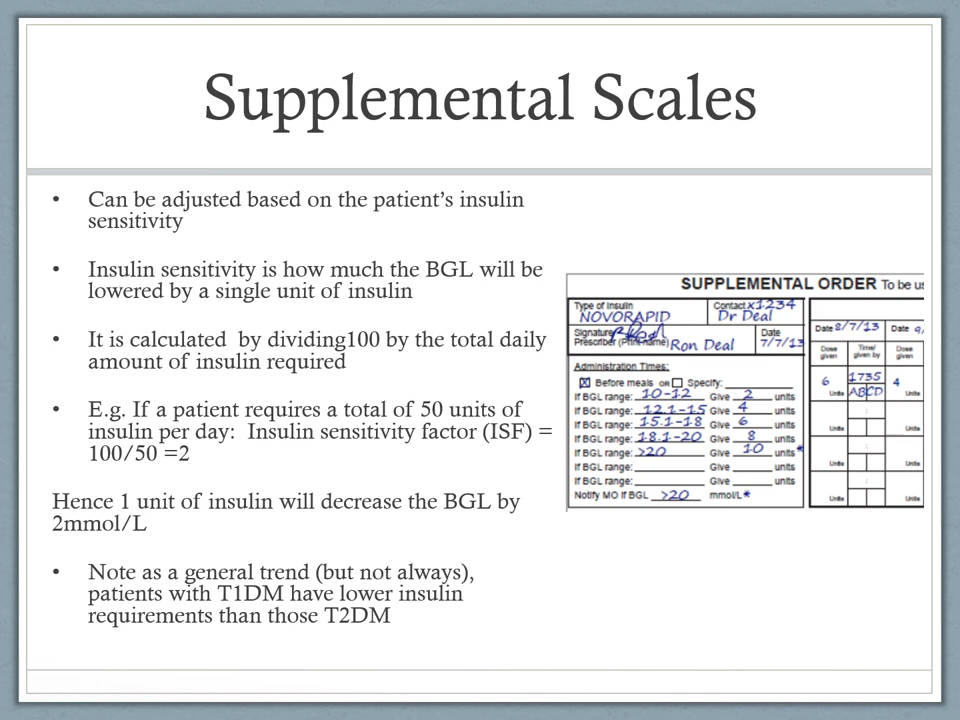 Supplemental Scales
• Can be adjusted based on the patient’s insulin
sensitivity
• Insulin sensitivity is how much the BGL will be
lowered by a single unit of insulin
• It is calculated by dividing100 by the total daily
amount of insulin required
• E.g. If a patient requires a total of 50 units of
insulin per day: Insulin sensitivity factor (ISF) =
100/50 =2
Hence 1 unit of insulin will decrease the BGL by
2mmol/L
• Note as a general trend (but not always),
patients with T1DM have lower insulin
requirements than those T2DM
SUPPLEMENTAL ORDER To be us
Type of Insulin
NOVORAPID
Contact x1234
Dr Deal
Signature
Prescriber (Print name) Ron Deal
Date
7/7/13
Administration Times:
Before meals OR Specify:
If BGL range: 10-12 Give 2 units
If BGL range: 12.1-15 Give 4 units
If BGL range: 15.1-18 Give 6 units
If BGL range: 18.1-20 Give 8 units
If BGL range: >20 Give 10 units*
If BGL range: Give units
If BGL range: Give units
Notify MO if BGL >20 mmol/L*
Date 8/7/13 Date 9/
Dose given Time/ given by Dose given
6 Units 1735 ABCD 4 Units
Units Units
Units Units
Units Units